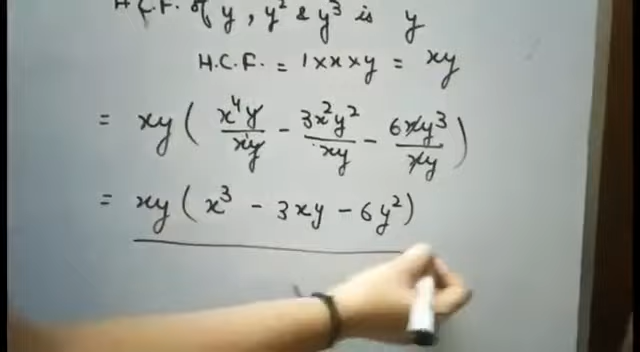 H.C.F. of y, y² & y³ is y
H.C.F. = 1×x×y = xy
= xy ( x⁴y/xy - 3x²y²/xy - 6xy³/xy )
= xy ( x³ - 3xy - 6y² )